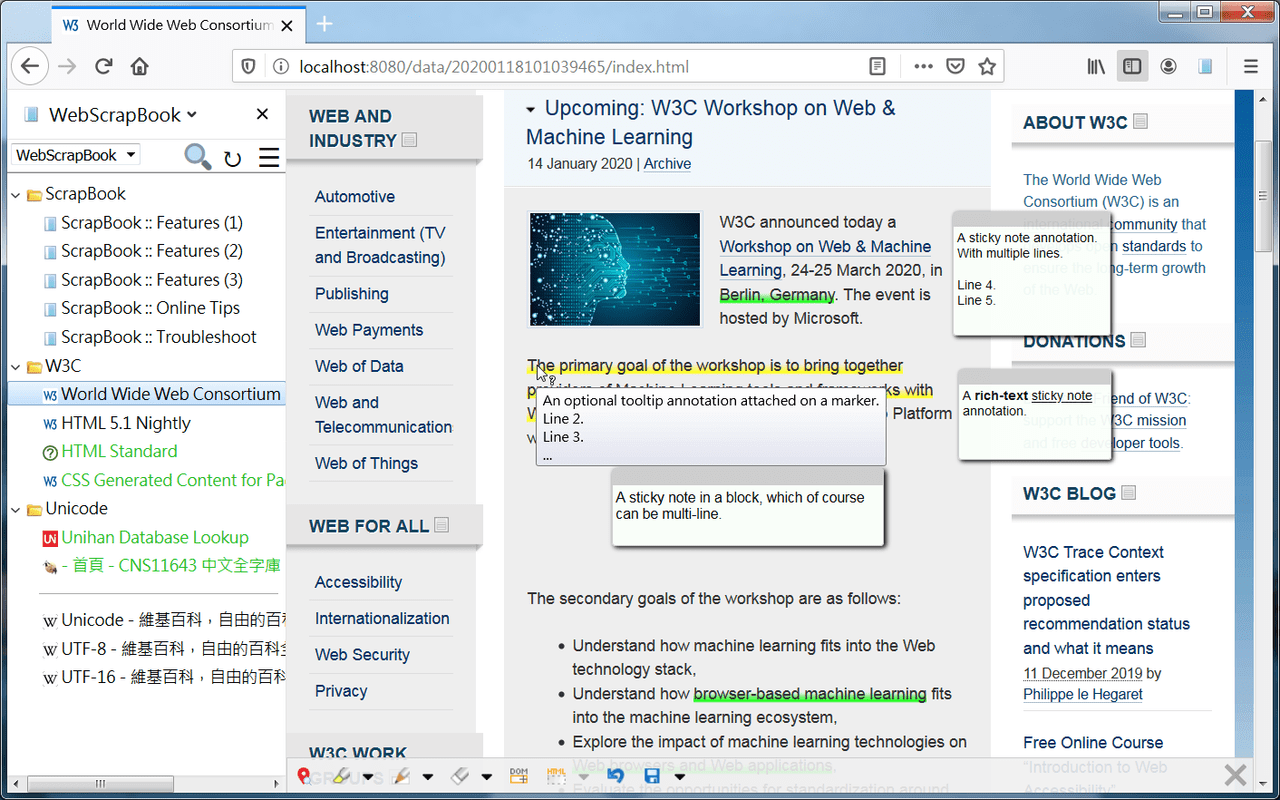 World Wide Web Consortium
localhost:8080/data/20200118101039465/index.html
WebScrapBook
WebScrapBook
ScrapBook
ScrapBook :: Features (1)
ScrapBook :: Features (2)
ScrapBook :: Features (3)
ScrapBook :: Online Tips
ScrapBook :: Troubleshoot
W3C
World Wide Web Consortium
HTML 5.1 Nightly
HTML Standard
CSS Generated Content for Pa
Unicode
Unihan Database Lookup
- 首頁 - CNS11643 中文全字庫
Unicode - 維基百科，自由的百科
UTF-8 - 維基百科，自由的百科全
UTF-16 - 維基百科，自由的百科
WEB AND
INDUSTRY
Automotive
Entertainment (TV
and Broadcasting)
Publishing
Web Payments
Web of Data
Web and
Telecommunication
Web of Things
WEB FOR ALL
Accessibility
Internationalization
Web Security
Privacy
W3C WORK
GROUPS
Upcoming: W3C Workshop on Web &
Machine Learning
14 January 2020 | Archive
W3C announced today a
Workshop on Web & Machine
Learning, 24-25 March 2020, in
Berlin, Germany. The event is
hosted by Microsoft.
The primary goal of the workshop is to bring together
providers of Machine Learning tools and frameworks with
W
Platform
w
An optional tooltip annotation attached on a marker.
Line 2.
Line 3.
...
A sticky note in a block, which of course
can be multi-line.
The secondary goals of the workshop are as follows:
• Understand how machine learning fits into the Web
technology stack,
• Understand how browser-based machine learning fits
into the machine learning ecosystem,
• Explore the impact of machine learning technologies on
Web browsers and Web applications.
Evaluate the opportunities for standardization around
DOM
HTML
ABOUT W3C
The World Wide Web
Consortium (W3C) is an
international community that
standards to
ensure the long-term growth
of the Web.
A sticky note annotation.
With multiple lines.
Line 4.
Line 5.
DONATIONS
Friend of W3C:
support the W3C mission
and free developer tools.
A rich-text sticky note
annotation.
W3C BLOG
W3C Trace Context
specification enters
proposed
recommendation status
and what it means
11 December 2019 by
Philippe le Hegaret
Free Online Course
“Introduction to Web
Accessibility”